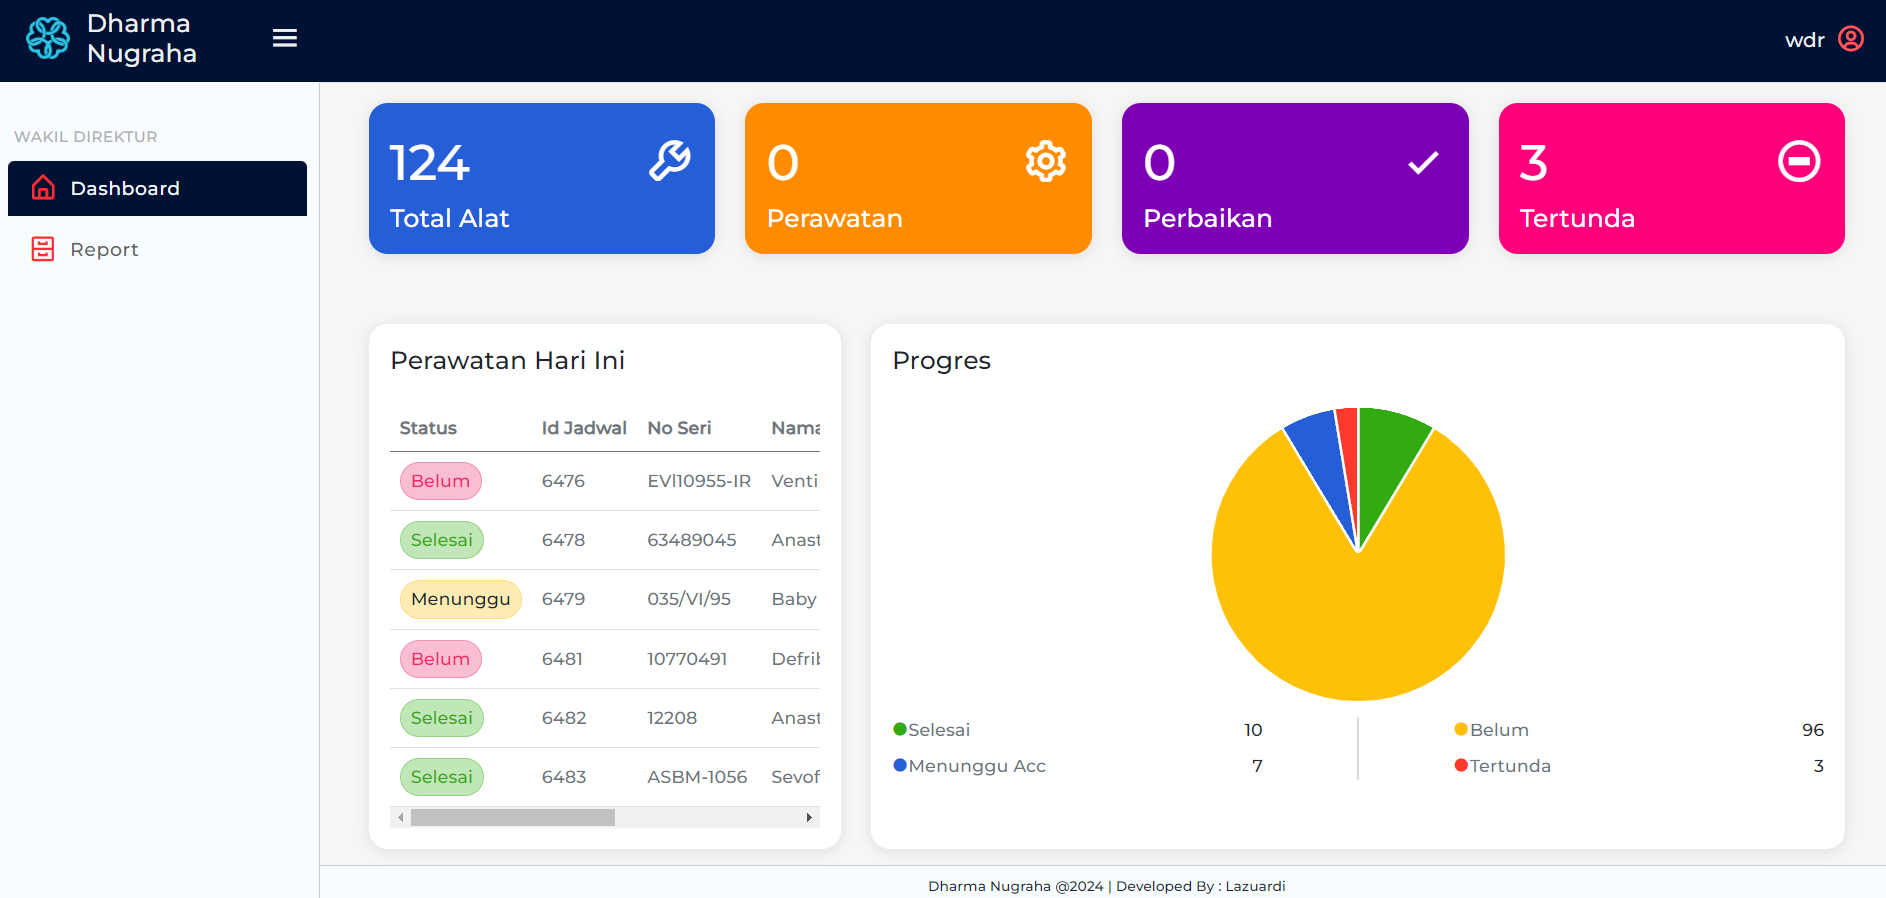 Dharma
Nugraha
wdr
WAKIL DIREKTUR
Dashboard
Report
124
Total Alat
0
Perawatan
0
Perbaikan
3
Tertunda
Perawatan Hari Ini
Status Id Jadwal No Seri Nama
Belum 6476 EVI10955-IR Venti
Selesai 6478 63489045 Anast
Menunggu 6479 035/VI/95 Baby
Belum 6481 10770491 Defrib
Selesai 6482 12208 Anast
Selesai 6483 ASBM-1056 Sevof
Progres
Selesai 10 Belum 96
Menunggu Acc 7 Tertunda 3
Dharma Nugraha @2024 | Developed By : Lazuardi